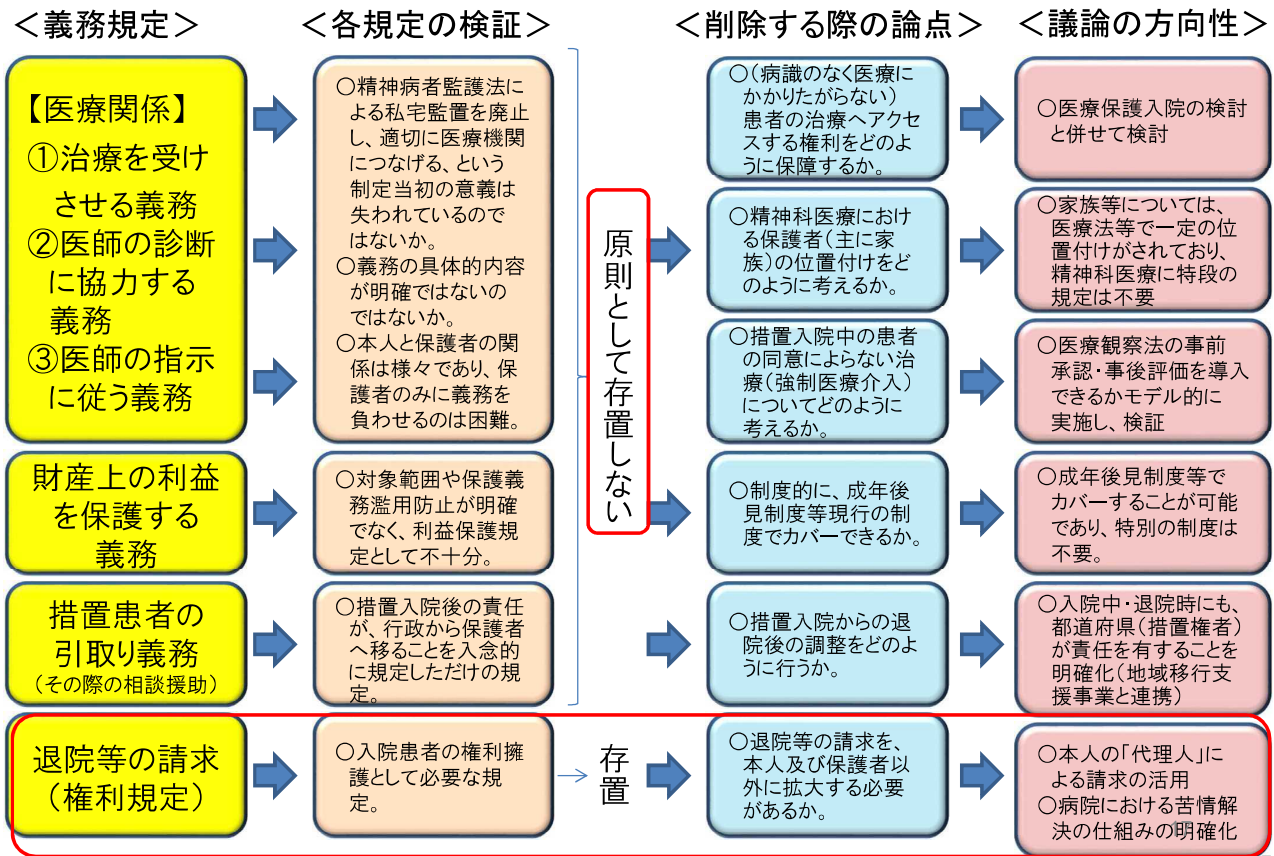 ＜義務規定＞
＜各規定の検証＞
＜削除する際の論点＞
＜議論の方向性＞
【医療関係】
①治療を受け
させる義務
②医師の診断
に協力する
義務
③医師の指示
に従う義務
○精神病者監護法に
よる私宅監置を廃止
し、適切に医療機関
につなげる、という
制定当初の意義は
失われているので
はないか。
○義務の具体的内容
が明確ではないの
ではないか。
○本人と保護者の関
係は様々であり、保
護者のみに義務を
負わせるのは困難。
原則として存置しない
○（病識のなく医療に
かかりたがらない）
患者の治療へアクセ
スする権利をどのよ
うに保障するか。
○医療保護入院の検討
と併せて検討
○精神科医療におけ
る保護者（主に家
族）の位置付けをど
のように考えるか。
○家族等については、
医療法等で一定の位
置付けがされており、
精神科医療に特段の
規定は不要
○措置入院中の患者
の同意によらない治
療（強制医療介入）
についてどのように
考えるか。
○医療観察法の事前
承認・事後評価を導入
できるかモデル的に
実施し、検証
財産上の利益
を保護する
義務
○対象範囲や保護義
務濫用防止が明確
でなく、利益保護規
定として不十分。
○制度的に、成年後
見制度等現行の制
度でカバーできるか。
○成年後見制度等で
カバーすることが可能
であり、特別の制度は
不要。
措置患者の
引取り義務
（その際の相談援助）
○措置入院後の責任
が、行政から保護者
へ移ることを入念的
に規定しただけの規
定。
○措置入院からの退
院後の調整をどのよ
うに行うか。
○入院中・退院時にも、
都道府県（措置権者）
が責任を有することを
明確化（地域移行支
援事業と連携）
退院等の請求
（権利規定）
○入院患者の権利擁
護として必要な規
定。
存置
○退院等の請求を、
本人及び保護者以
外に拡大する必要
があるか。
○本人の「代理人」に
よる請求の活用
○病院における苦情解
決の仕組みの明確化